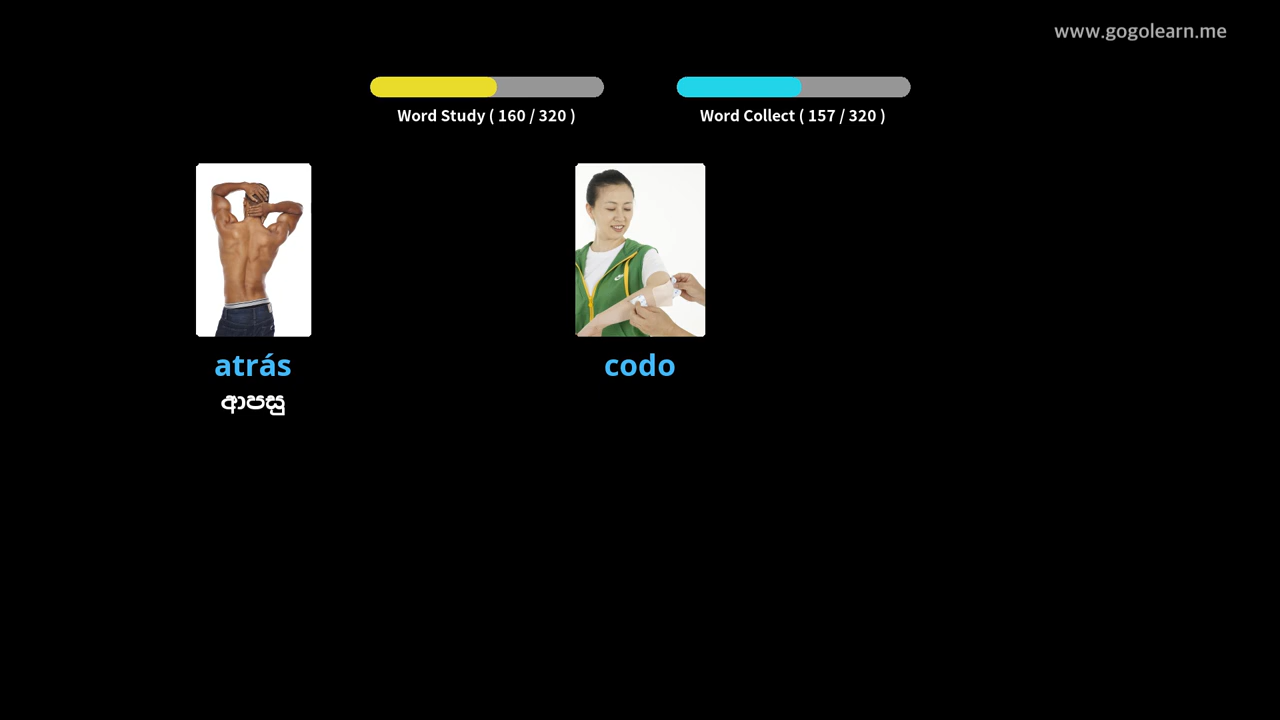 www.gogolearn.me
Word Study ( 160 / 320 )
Word Collect ( 157 / 320 )
atrás
codo
ආපසු